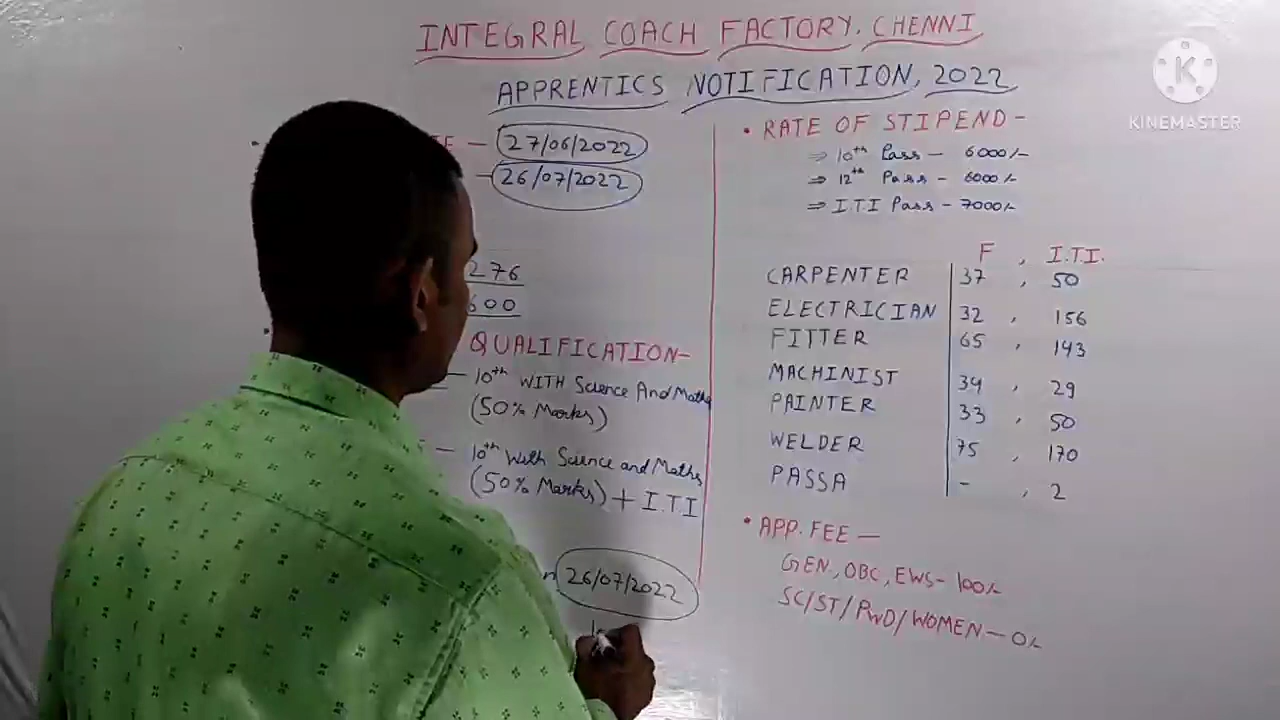 INTEGRAL COACH FACTORY, CHENNI
APPRENTICS NOTIFICATION, 2022
27/06/2022
- 26/07/2022
276
600
QUALIFICATION-
- 10th WITH Science And Maths
(50% Marks)
- 10th With Science and Maths
(50% Marks) + I.T.I
26/07/2022
• RATE OF STIPEND -
⇒ 10th Pass - 6000/-
⇒ 12th Pass - 6000/-
⇒ I.T.I Pass - 7000/-
F , I.T.I.
CARPENTER 37 , 50
ELECTRICIAN 32 , 156
FITTER 65 , 143
MACHINIST 34 , 29
PAINTER 33 , 50
WELDER 75 , 170
PASSA - , 2
• APP. FEE -
GEN, OBC, EWS - 100/-
SC/ST/PWD/WOMEN - 0/-
K
KINEMASTER